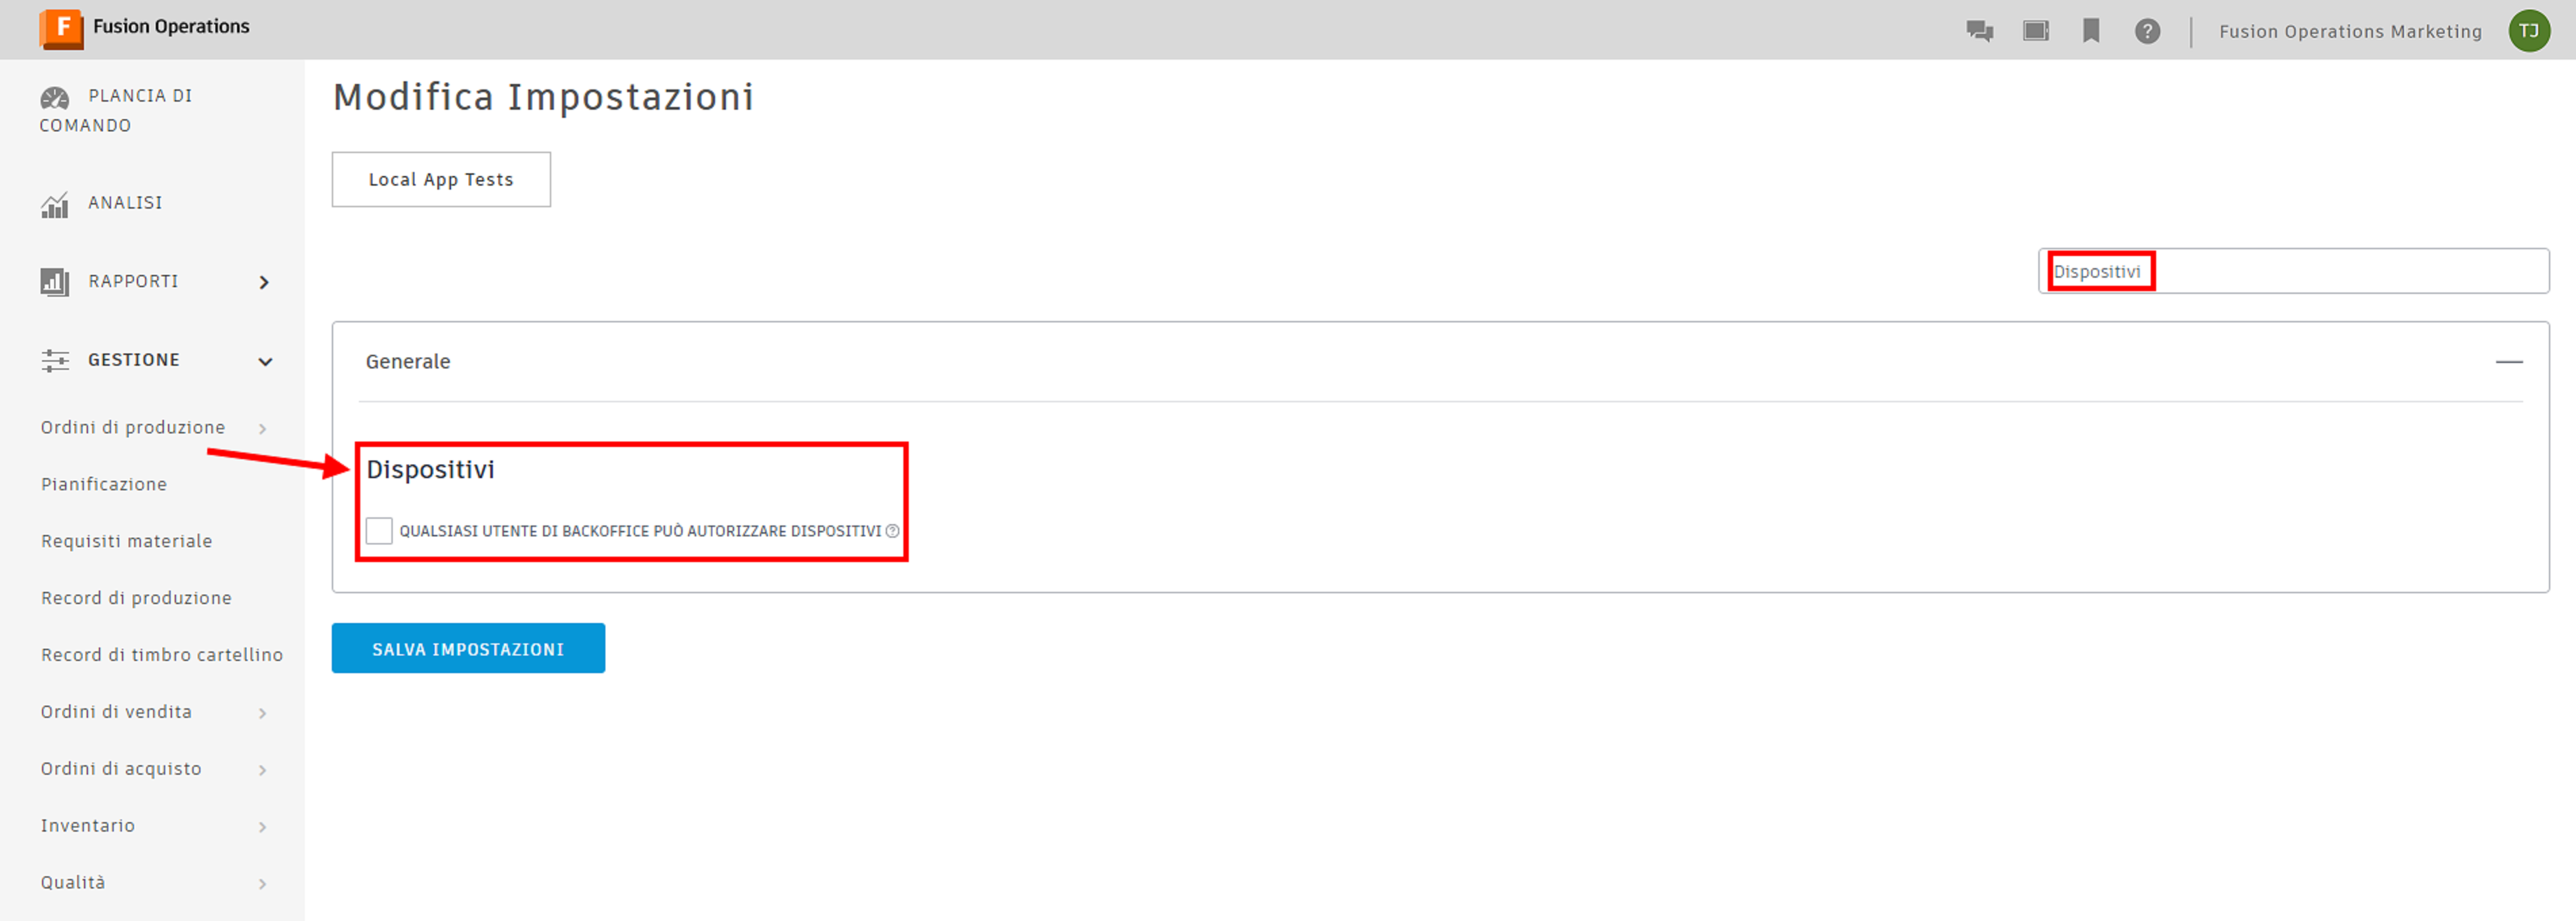 F Fusion Operations
? Fusion Operations Marketing TJ
PLANCIA DI
COMANDO
ANALISI
RAPPORTI
GESTIONE
Ordini di produzione
Pianificazione
Requisiti materiale
Record di produzione
Record di timbro cartellino
Ordini di vendita
Ordini di acquisto
Inventario
Qualità
Modifica Impostazioni
Local App Tests
Dispositivi
Generale
Dispositivi
QUALSIASI UTENTE DI BACKOFFICE PUÒ AUTORIZZARE DISPOSITIVI ?
SALVA IMPOSTAZIONI